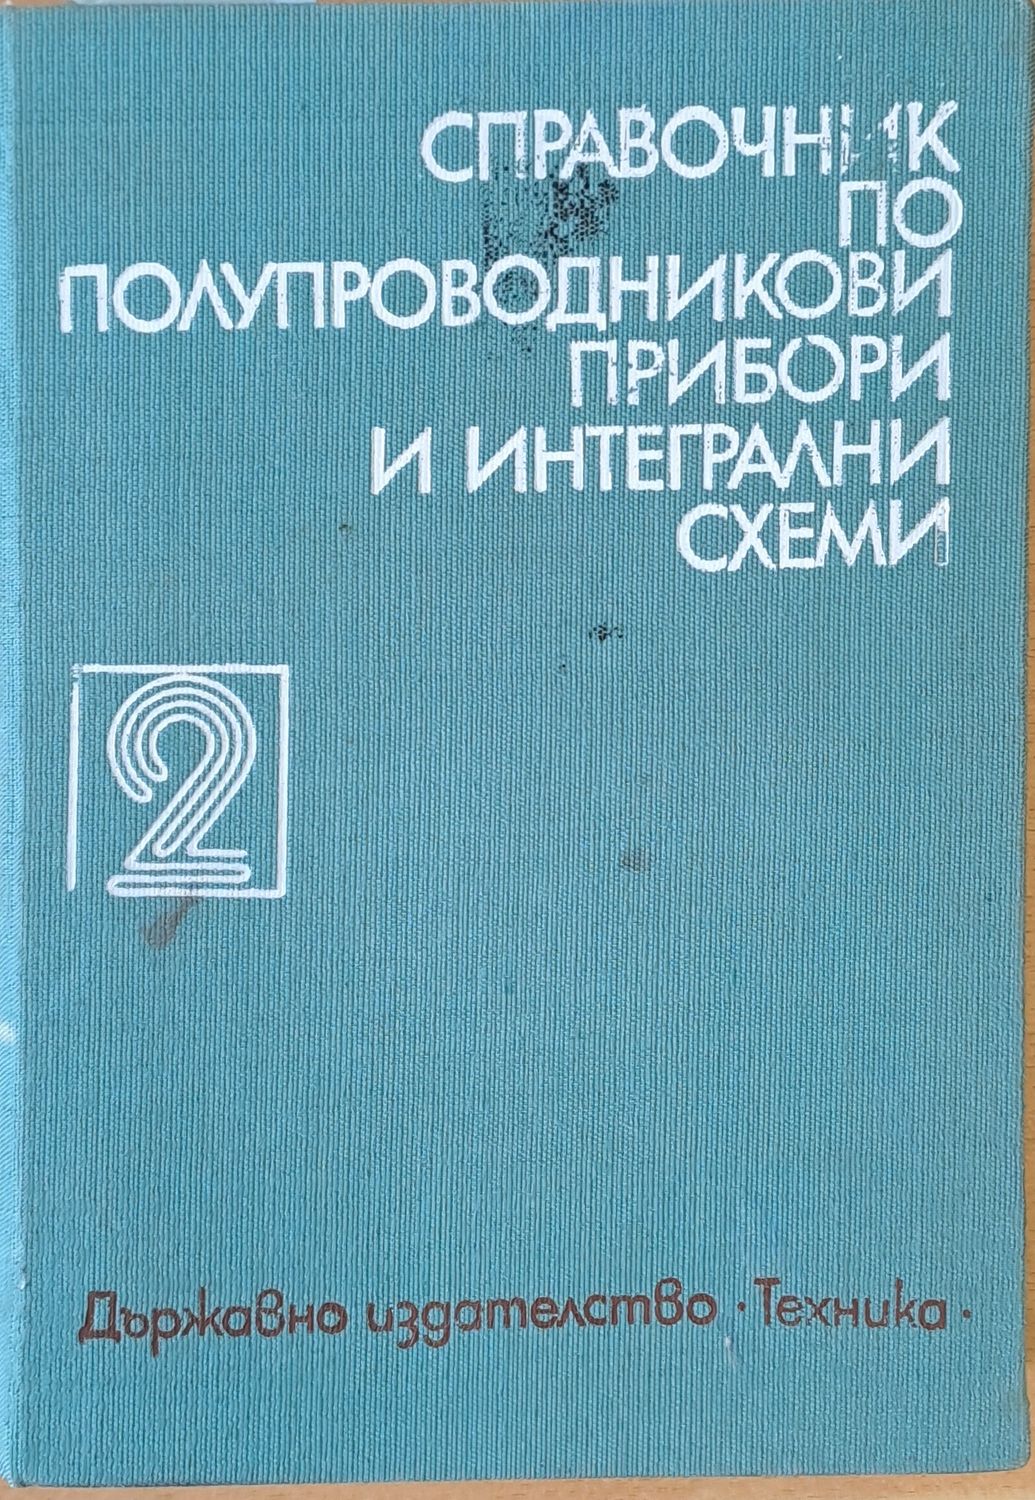 СПРАВОЧНИК
ПО
ПОЛУПРОВОДНИКОВИ
ПРИБОРИ
И ИНТЕГРАЛНИ
СХЕМИ
2
Държавно издателство · Техника ·